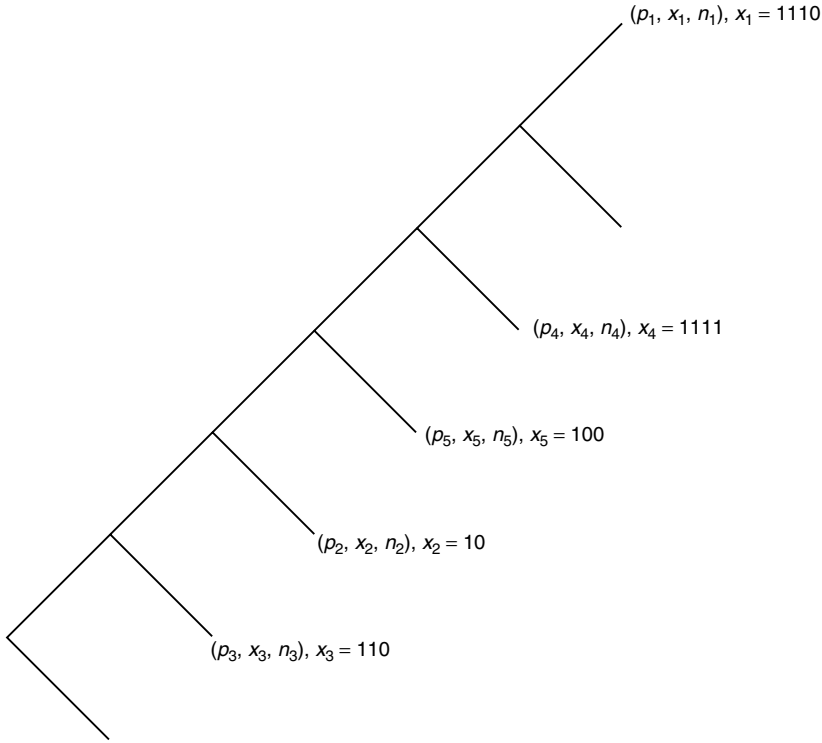 (p₁, x₁, n₁), x₁ = 1110
(p₄, x₄, n₄), x₄ = 1111
(p₅, x₅, n₅), x₅ = 100
(p₂, x₂, n₂), x₂ = 10
(p₃, x₃, n₃), x₃ = 110